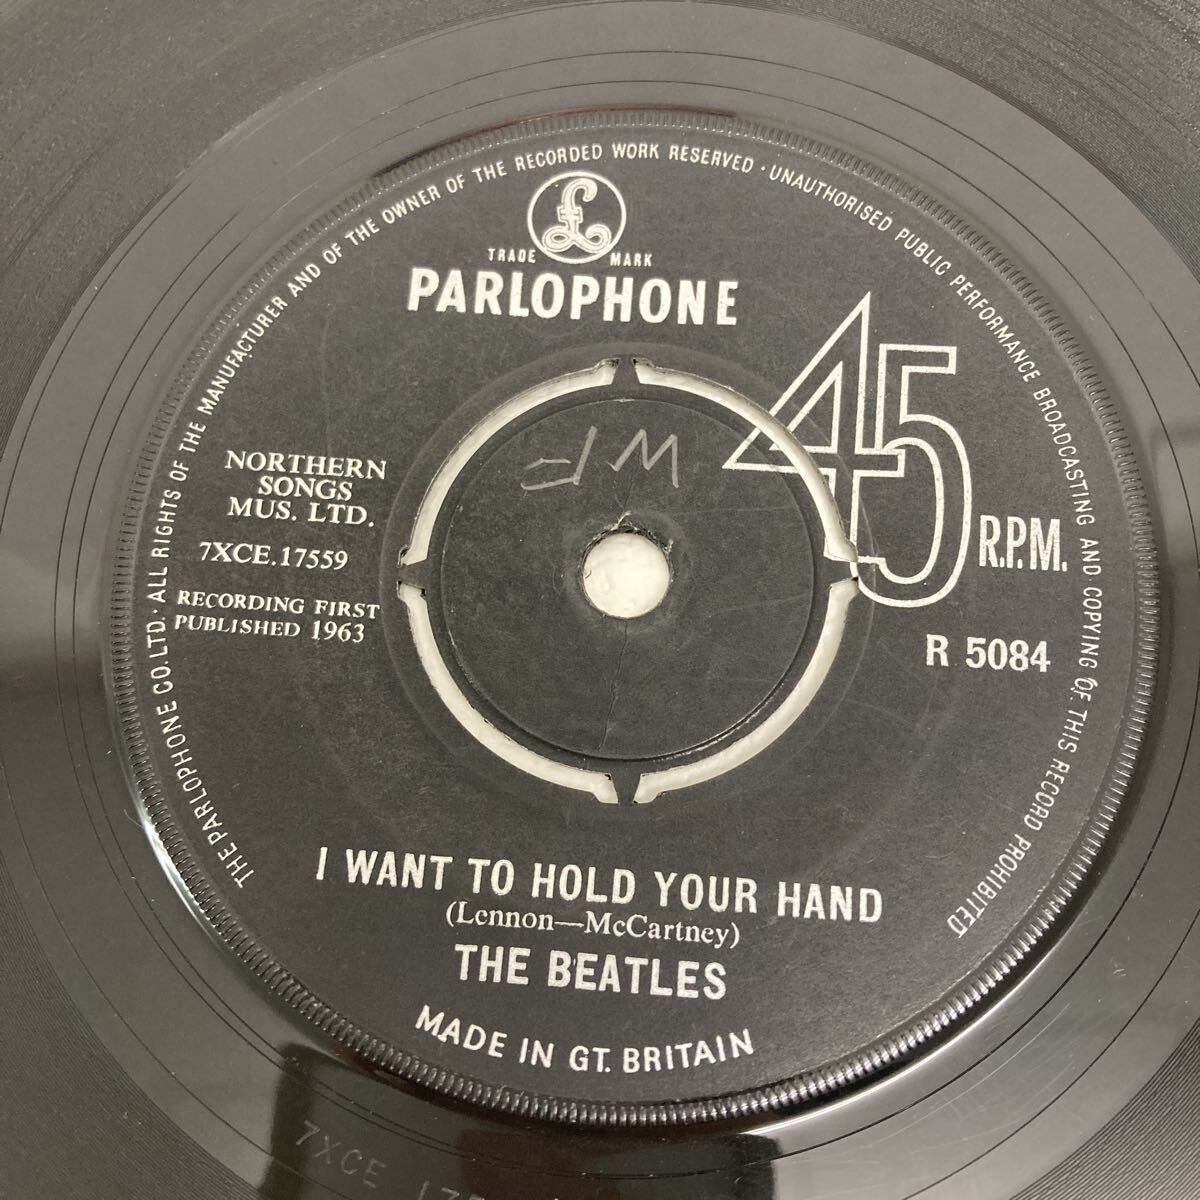 THE PARLOPHONE CO. LTD. · ALL RIGHTS OF THE MANUFACTURER AND OF THE OWNER OF THE RECORDED WORK RESERVED · UNAUTHORISED PUBLIC PERFORMANCE BROADCASTING AND COPYING OF THIS RECORD PROHIBITED
£
TRADE MARK
PARLOPHONE
45
R.P.M.
NORTHERN
SONGS
MUS. LTD.
7XCE.17559
RECORDING FIRST
PUBLISHED 1963
R 5084
I WANT TO HOLD YOUR HAND
(Lennon—McCartney)
THE BEATLES
MADE IN GT. BRITAIN
7XCE